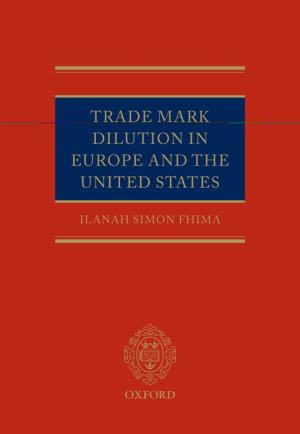 TRADE MARK
DILUTION IN
EUROPE AND THE
UNITED STATES
ILANAH SIMON FHIMA
OXFORD